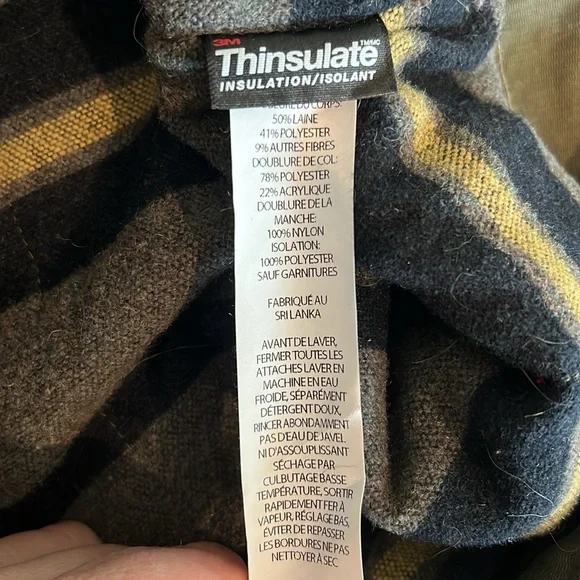 3M
Thinsulate TM/MC
INSULATION/ISOLANT
DU CORPS:
50% LAINE
41% POLYESTER
9% AUTRES FIBRES
DOUBLURE DE COL:
78% POLYESTER
22% ACRYLIQUE
DOUBLURE DE LA
MANCHE:
100% NYLON
ISOLATION:
100% POLYESTER
SAUF GARNITURES
FABRIQUÉ AU
SRI LANKA
AVANT DE LAVER,
FERMER TOUTES LES
ATTACHES LAVER EN
MACHINE EN EAU
FROIDE, SÉPARÉMENT
DÉTERGENT DOUX,
RINCER ABONDAMMENT
PAS D'EAU DE JAVEL.
NI D'ASSOUPLISSANT
SÉCHAGE PAR
CULBUTAGE BASSE
TEMPÉRATURE, SORTIR
RAPIDEMENT FER À
VAPEUR, RÉGLAGE BAS,
ÉVITER DE REPASSER
LES BORDURES NE PAS
NETTOYER À SEC